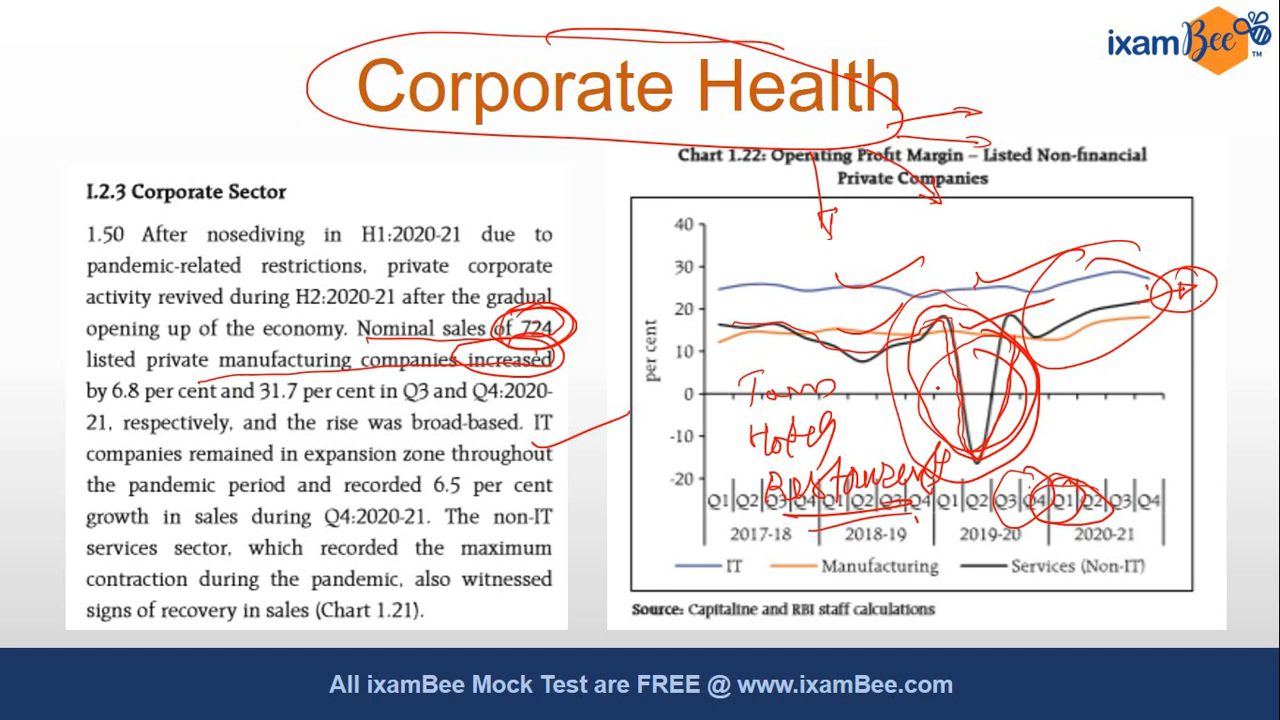 ixamBee™
Corporate Health
I.2.3 Corporate Sector
1.50 After nosediving in H1:2020-21 due to
pandemic-related restrictions, private corporate
activity revived during H2:2020-21 after the gradual
opening up of the economy. Nominal sales of 724
listed private manufacturing companies increased
by 6.8 per cent and 31.7 per cent in Q3 and Q4:2020-
21, respectively, and the rise was broad-based. IT
companies remained in expansion zone throughout
the pandemic period and recorded 6.5 per cent
growth in sales during Q4:2020-21. The non-IT
services sector, which recorded the maximum
contraction during the pandemic, also witnessed
signs of recovery in sales (Chart 1.21).
Chart 1.22: Operating Profit Margin – Listed Non-financial
Private Companies
per cent
40
30
20
10
0
-10
-20
Hotel
Q1 Q2 Q3 Q4 Q1 Q2 Q3 Q4 Q1 Q2 Q3 Q4 Q1 Q2 Q3 Q4
2017-18 2018-19 2019-20 2020-21
IT Manufacturing Services (Non-IT)
Source: Capitaline and RBI staff calculations
All ixamBee Mock Test are FREE @ www.ixamBee.com